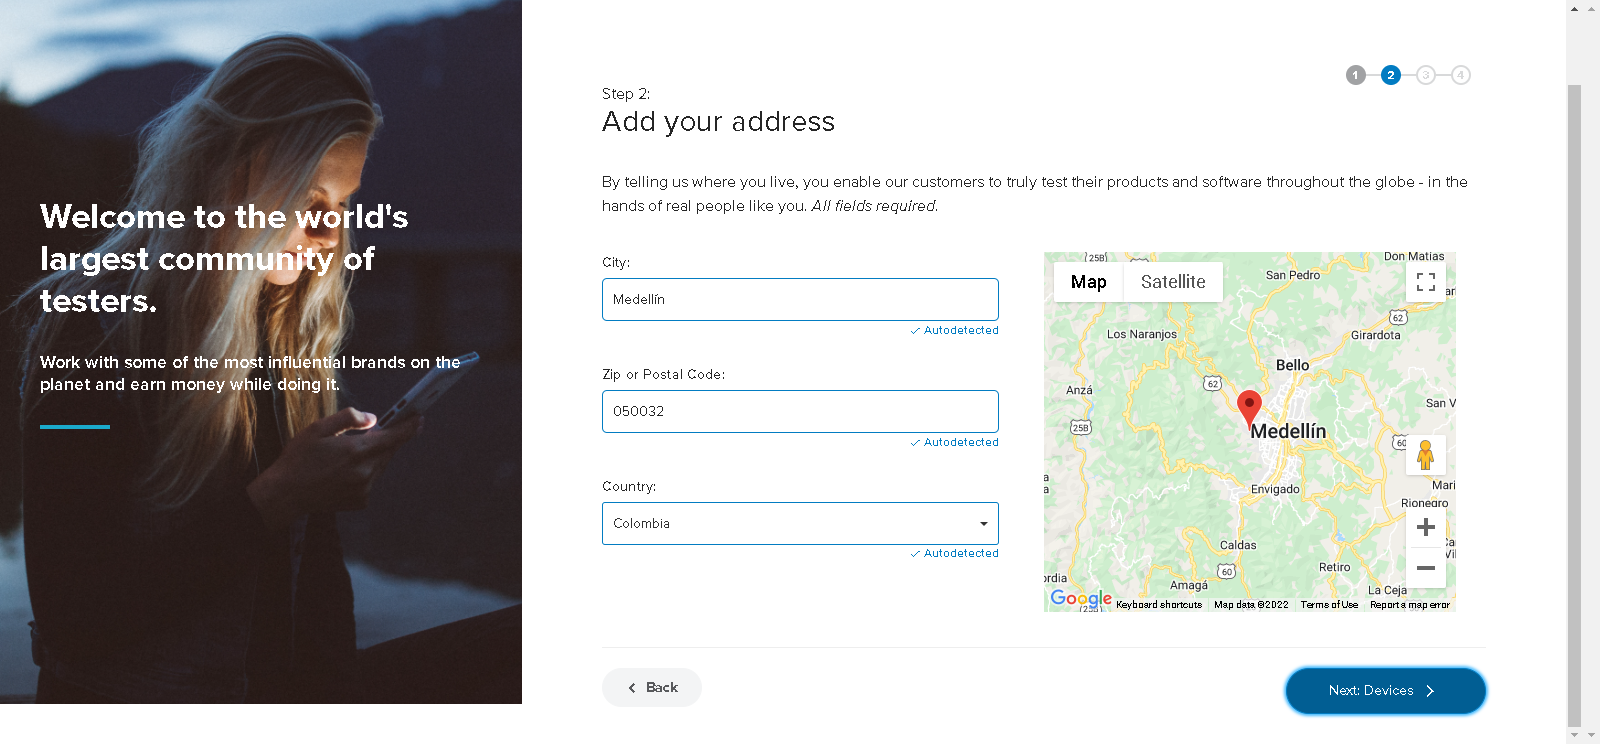 Welcome to the world's
largest community of
testers.
Work with some of the most influential brands on the
planet and earn money while doing it.
1 2 3 4
Step 2:
Add your address
By telling us where you live, you enable our customers to truly test their products and software throughout the globe - in the
hands of real people like you. All fields required.
City:
Medellín
Autodetected
Zip or Postal Code:
050032
Autodetected
Country:
Colombia
Autodetected
Map Satellite
25B
Don Matias
San Pedro
62
Los Naranjos
Girardota
Bello
62
Anzá
San V
25B
Medellín
60
Envigado
Mari
Rionegro
Caldas
60
Retiro
Amagá
La Ceja
ordia
Google
Keyboard shortcuts Map data ©2022 Terms of Use Report a map error
Back
Next: Devices